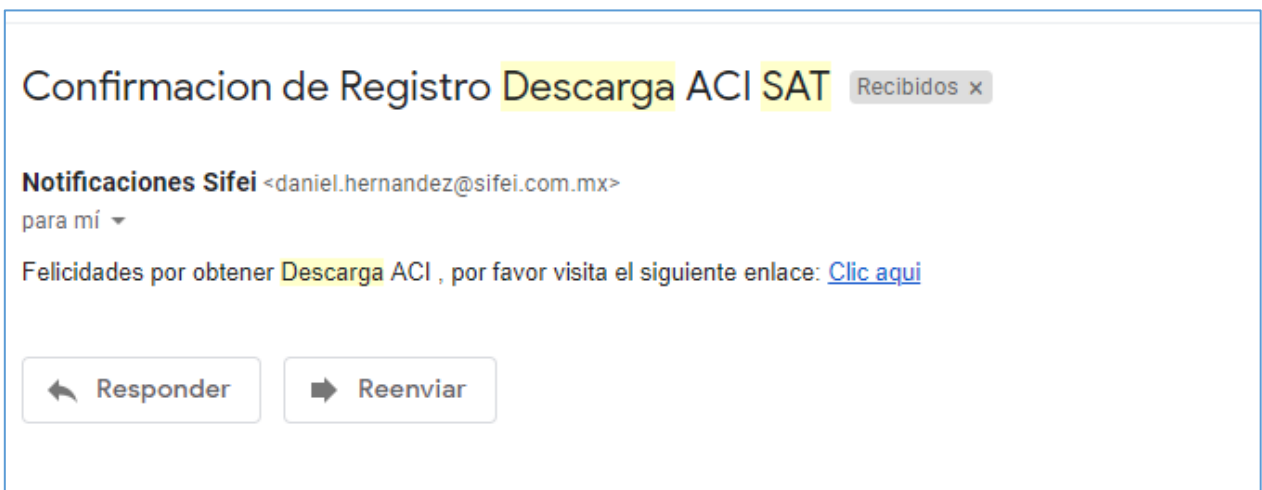 Confirmacion de Registro Descarga ACI SAT Recibidos x
Notificaciones Sifei <daniel.hernandez@sifei.com.mx>
para mí
Felicidades por obtener Descarga ACI , por favor visita el siguiente enlace: Clic aqui
Responder Reenviar